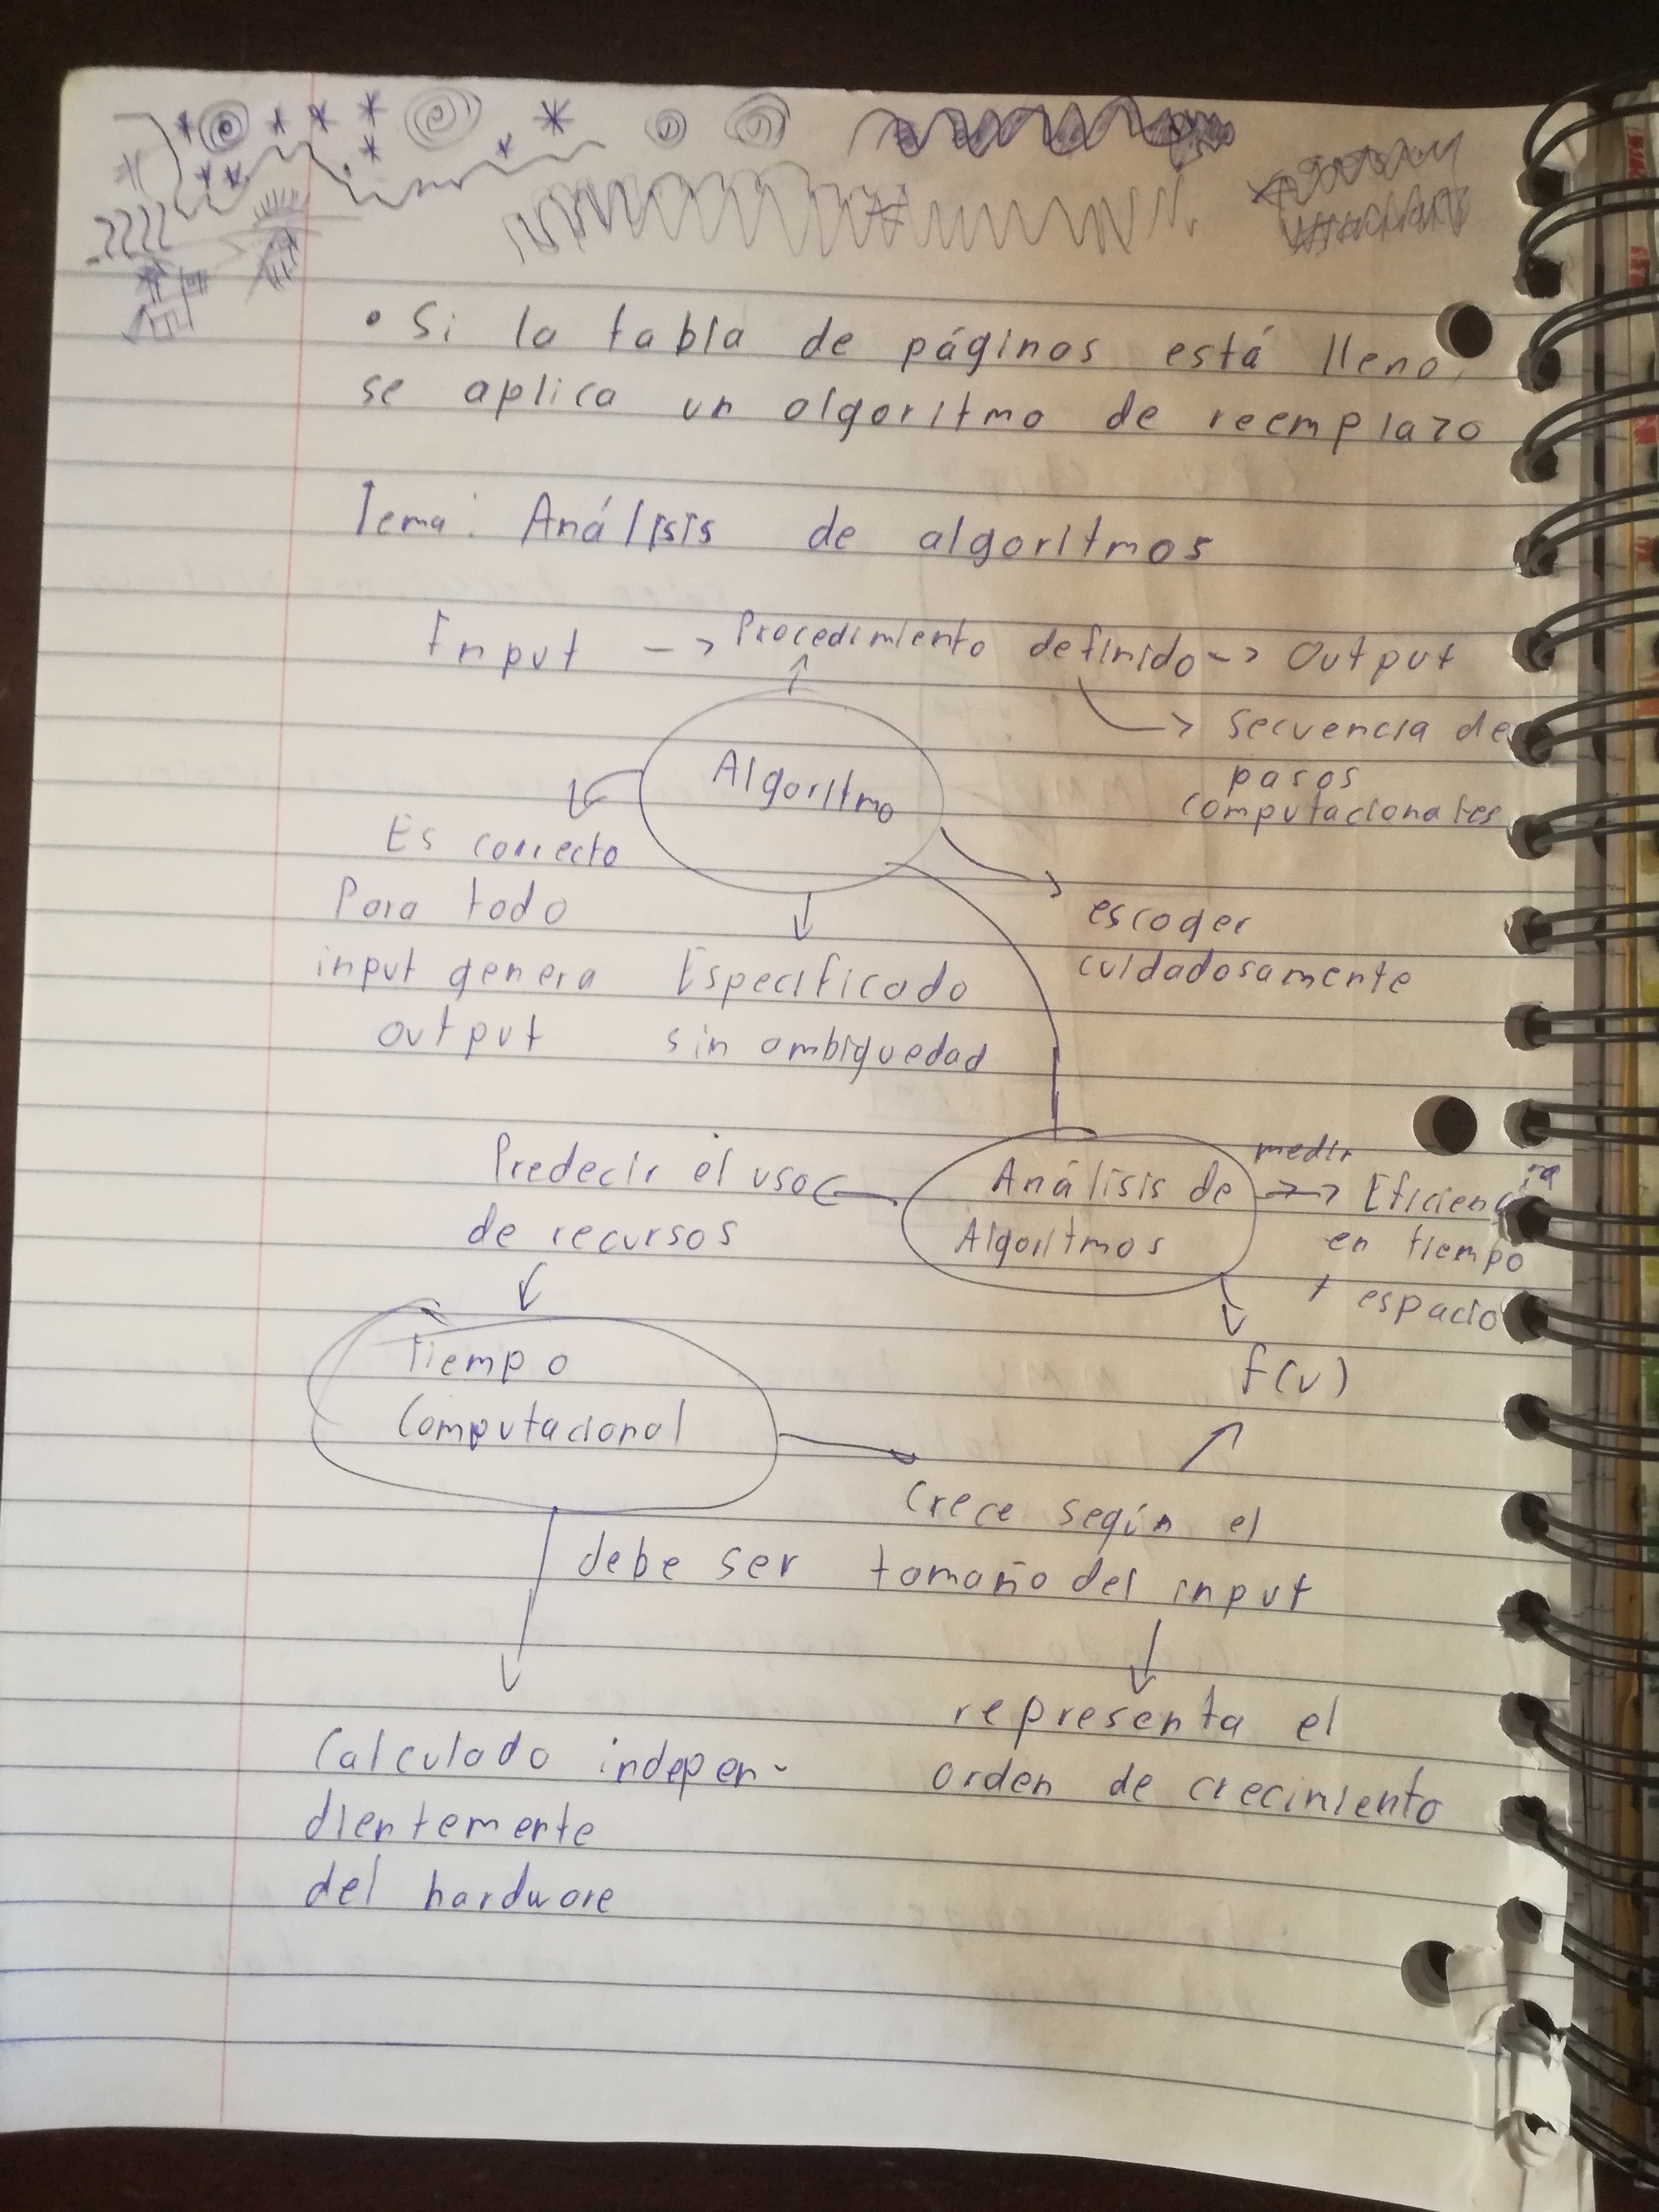 • Si la tabla de páginas está llena,
se aplica un algoritmo de reemplazo
Tema: Análisis de algoritmos
Input -> Procedimiento definido -> Output
-> secuencia de
pasos
computacionales
Algoritmo
Es correcto
Para todo
input genera
output
Especificado
sin ambiguedad
escoger
cuidadosamente
Análisis de
Algoritmos
medir
Eficiencia
en tiempo
y espacio
Predecir el uso
de recursos
f(v)
Tiempo
Computacional
Crece según el
tamaño del input
debe ser
representa el
orden de crecimiento
Calculado indepen-
dientemente
del hardware